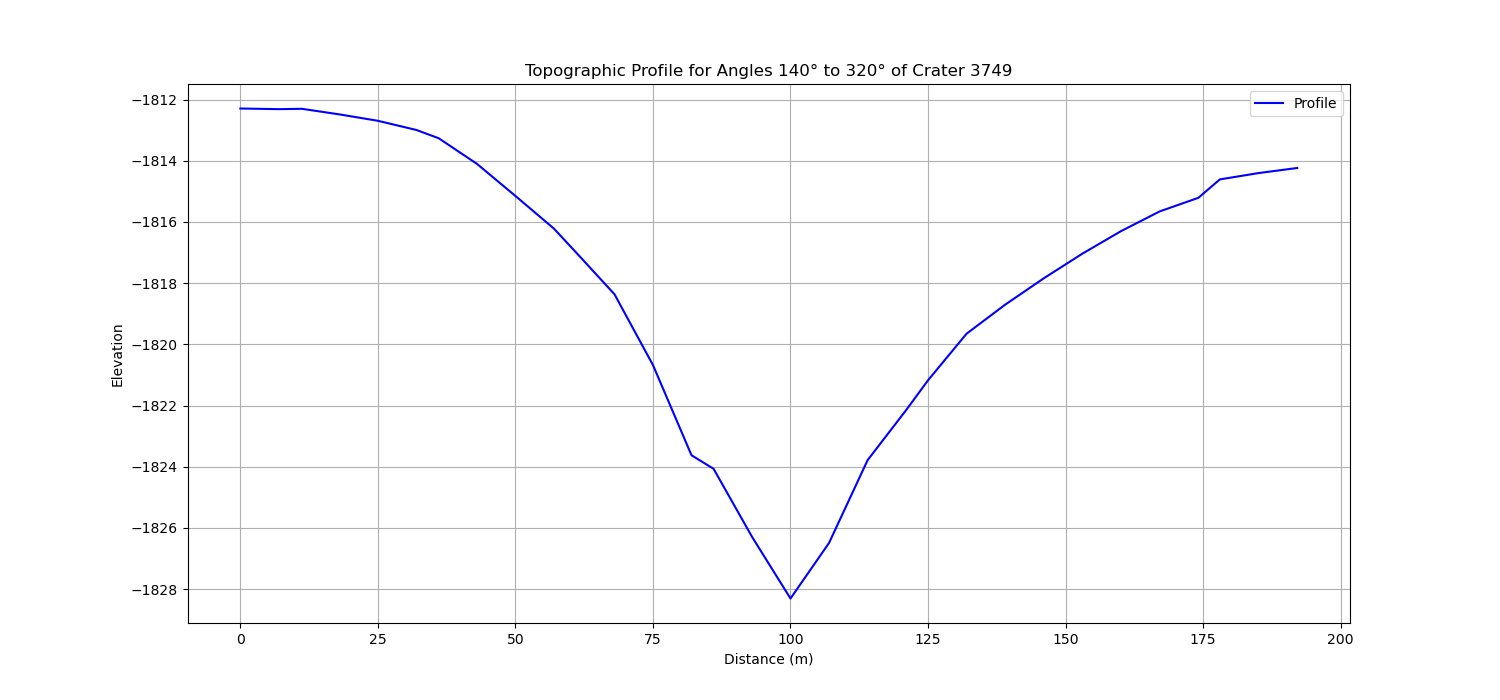 Topographic Profile for Angles 140° to 320° of Crater 3749
Profile
−1812
−1814
−1816
−1818
−1820
−1822
−1824
−1826
−1828
Elevation
0 25 50 75 100 125 150 175 200
Distance (m)